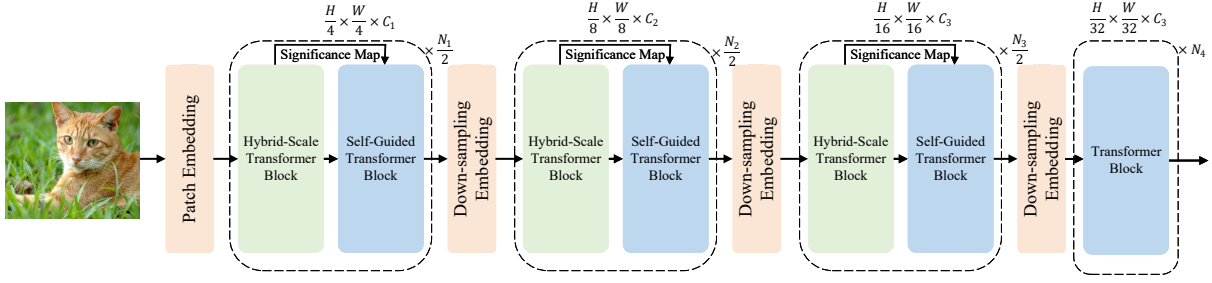 H/4 × W/4 × C₁
Significance Map
× N₁/2
Patch Embedding
Hybrid-Scale
Transformer
Block
Self-Guided
Transformer
Block
Down-sampling
Embedding
H/8 × W/8 × C₂
Significance Map
× N₂/2
Hybrid-Scale
Transformer
Block
Self-Guided
Transformer
Block
Down-sampling
Embedding
H/16 × W/16 × C₃
Significance Map
× N₃/2
Hybrid-Scale
Transformer
Block
Self-Guided
Transformer
Block
Down-sampling
Embedding
H/32 × W/32 × C₃
× N₄
Transformer
Block